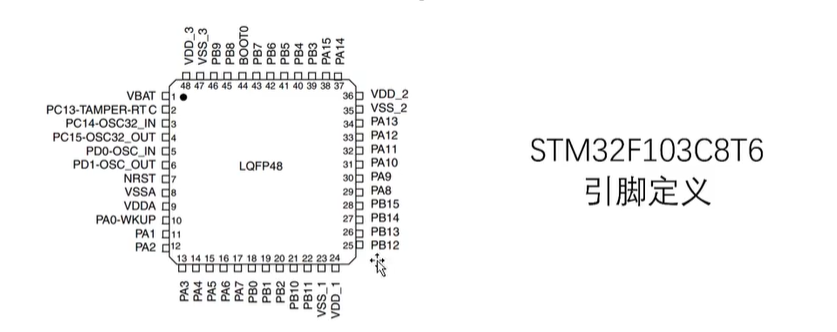 VDD_3
VSS_3
PB9
PB8
BOOT0
PB7
PB6
PB5
PB4
PB3
PA15
PA14
48 47 46 45 44 43 42 41 40 39 38 37
VBAT 1
PC13-TAMPER-RTC 2
PC14-OSC32_IN 3
PC15-OSC32_OUT 4
PD0-OSC_IN 5
PD1-OSC_OUT 6
NRST 7
VSSA 8
VDDA 9
PA0-WKUP 10
PA1 11
PA2 12
LQFP48
36 VDD_2
35 VSS_2
34 PA13
33 PA12
32 PA11
31 PA10
30 PA9
29 PA8
28 PB15
27 PB14
26 PB13
25 PB12
13 14 15 16 17 18 19 20 21 22 23 24
PA3
PA4
PA5
PA6
PA7
PB0
PB1
PB2
PB10
PB11
VSS_1
VDD_1
STM32F103C8T6
引脚定义